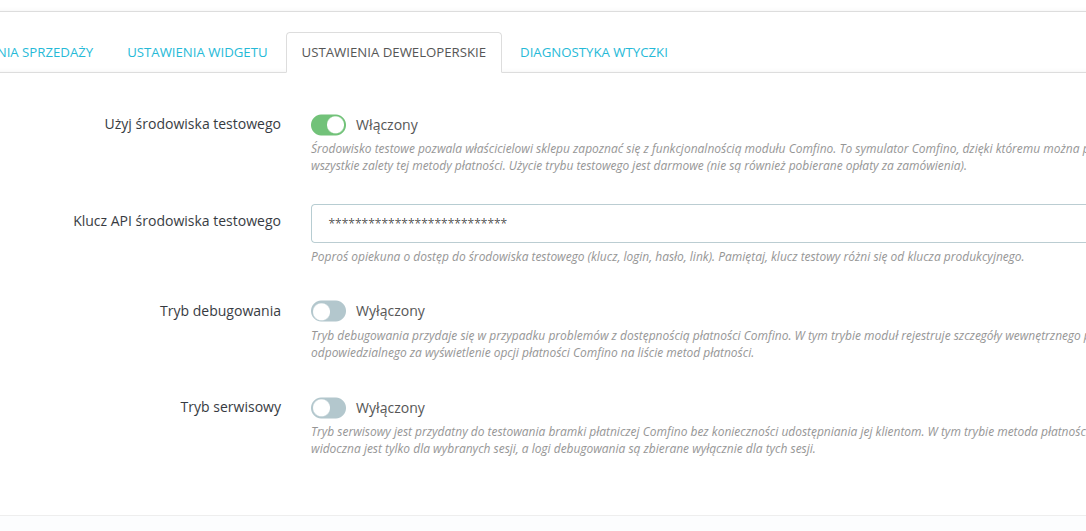 NIA SPRZEDAŻY USTAWIENIA WIDGETU USTAWIENIA DEWELOPERSKIE DIAGNOSTYKA WTYCZKI
Użyj środowiska testowego Włączony
Środowisko testowe pozwala właścicielowi sklepu zapoznać się z funkcjonalnością modułu Comfino. To symulator Comfino, dzięki któremu można
wszystkie zalety tej metody płatności. Użycie trybu testowego jest darmowe (nie są również pobierane opłaty za zamówienia).
Klucz API środowiska testowego ***************************
Poproś opiekuna o dostęp do środowiska testowego (klucz, login, hasło, link). Pamiętaj, klucz testowy różni się od klucza produkcyjnego.
Tryb debugowania Wyłączony
Tryb debugowania przydaje się w przypadku problemów z dostępnością płatności Comfino. W tym trybie moduł rejestruje szczegóły wewnętrznego
odpowiedzialnego za wyświetlenie opcji płatności Comfino na liście metod płatności.
Tryb serwisowy Wyłączony
Tryb serwisowy jest przydatny do testowania bramki płatniczej Comfino bez konieczności udostępniania jej klientom. W tym trybie metoda płatnośc
widoczna jest tylko dla wybranych sesji, a logi debugowania są zbierane wyłącznie dla tych sesji.